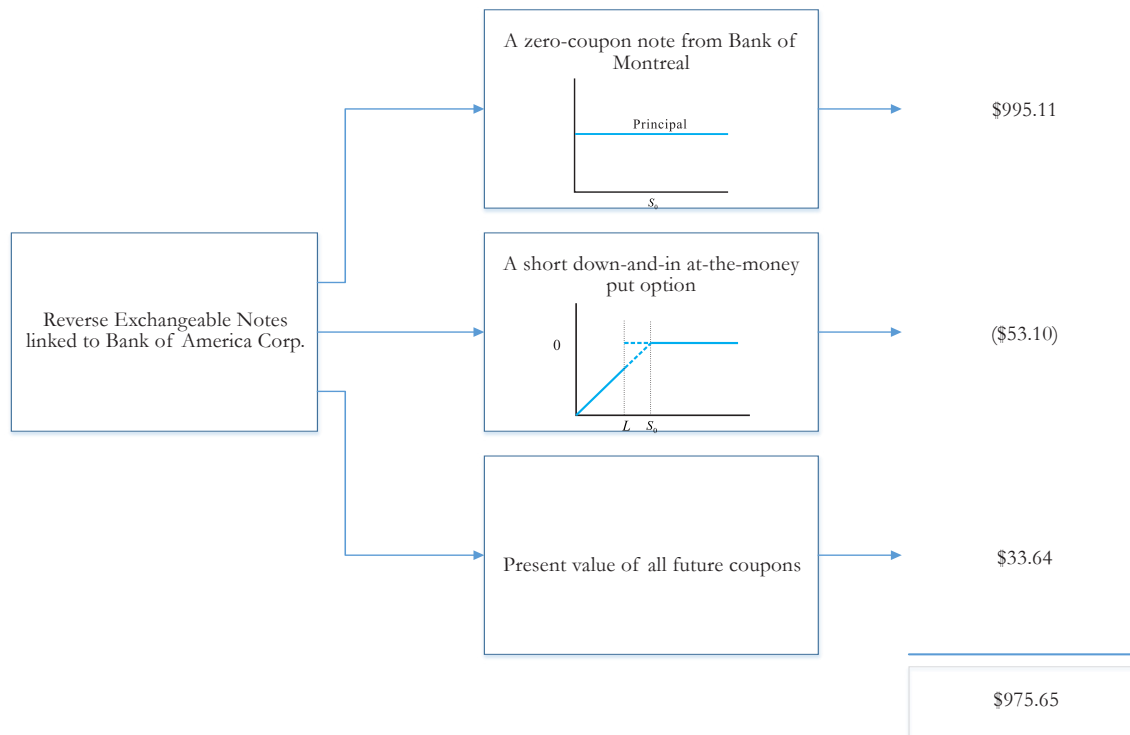 A zero-coupon note from Bank of
Montreal
Principal
S₀
$995.11
Reverse Exchangeable Notes
linked to Bank of America Corp.
A short down-and-in at-the-money
put option
0
L
S₀
($53.10)
Present value of all future coupons
$33.64
$975.65